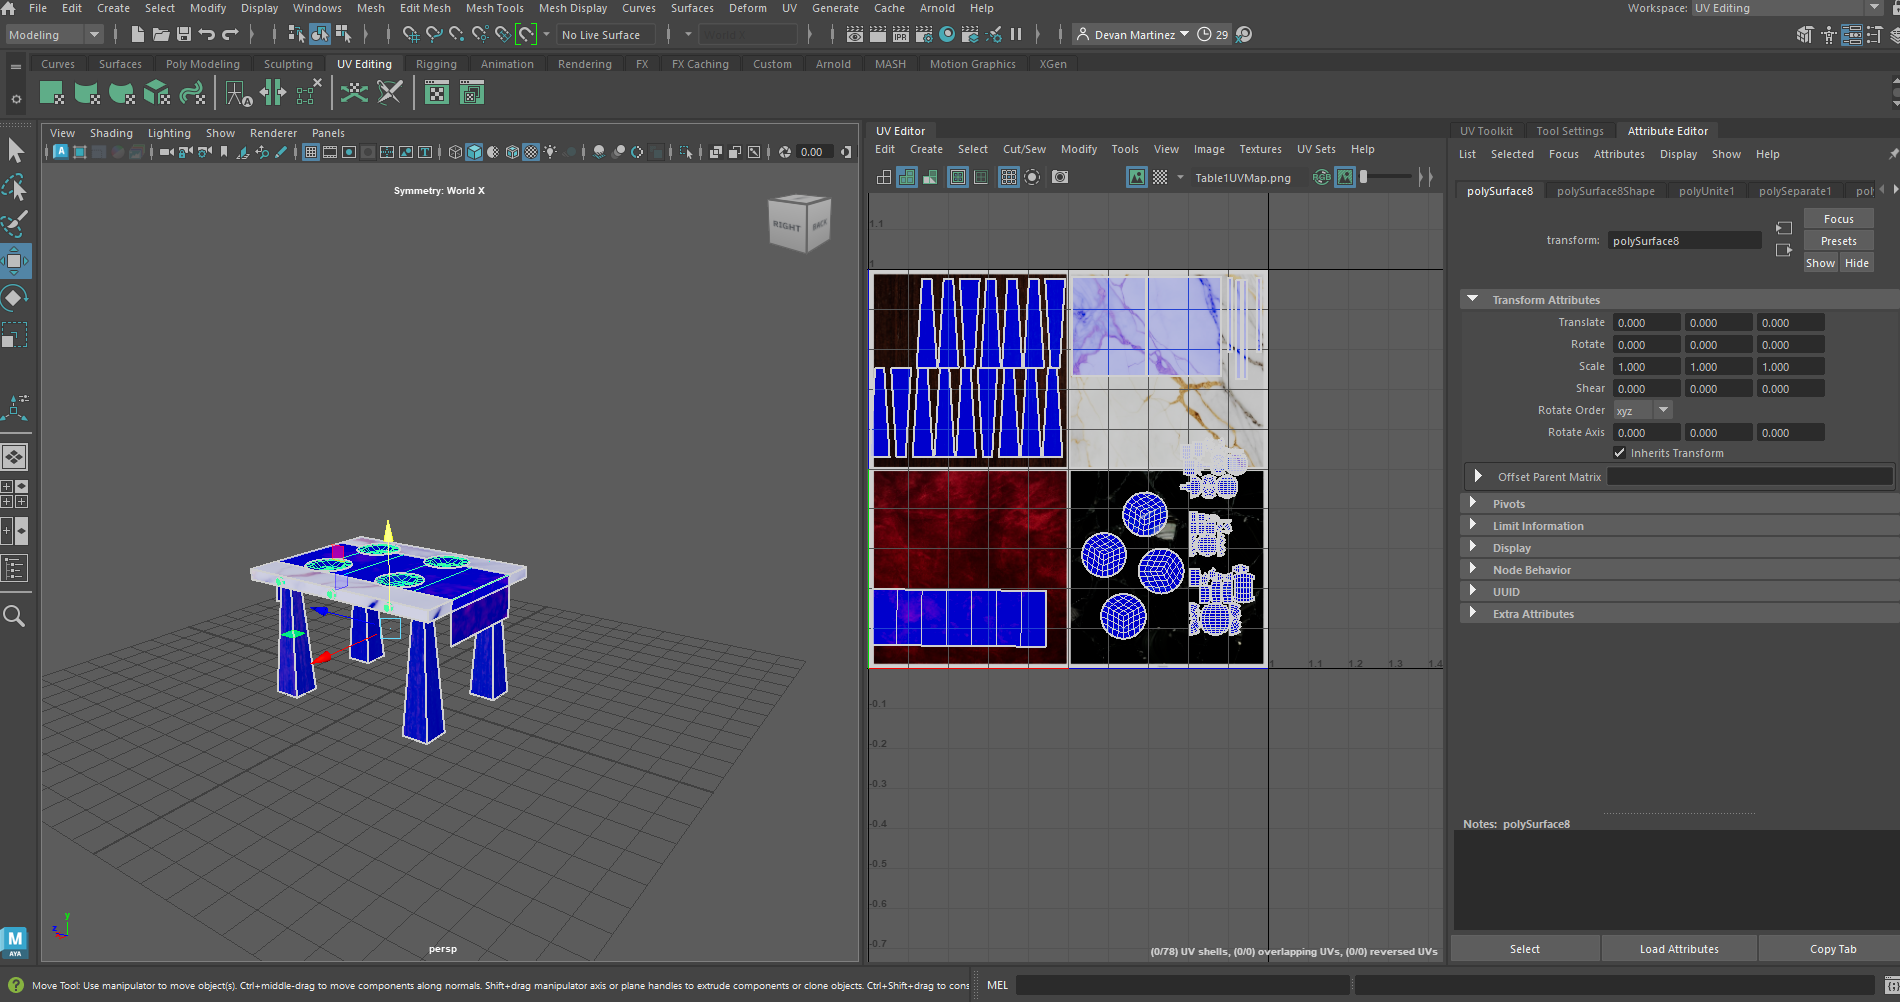 File Edit Create Select Modify Display Windows Mesh Edit Mesh Mesh Tools Mesh Display Curves Surfaces Deform UV Generate Cache Arnold Help Workspace: UV Editing
Modeling No Live Surface IPR Devan Martinez 29
Curves Surfaces Poly Modeling Sculpting UV Editing Rigging Animation Rendering FX FX Caching Custom Arnold MASH Motion Graphics XGen
View Shading Lighting Show Renderer Panels
0.00
Symmetry: World X
RIGHT BACK
persp
UV Editor
Edit Create Select Cut/Sew Modify Tools View Image Textures UV Sets Help
Table1UVMap.png RGB
1.1
1
1 1.1 1.2 1.3 1.4
-0.1
-0.2
-0.3
-0.4
-0.5
-0.6
-0.7
(0/78) UV shells, (0/0) overlapping UVs, (0/0) reversed UVs
UV Toolkit Tool Settings Attribute Editor
List Selected Focus Attributes Display Show Help
polySurface8 polySurface8Shape polyUnite1 polySeparate1 pol
Focus
transform: polySurface8 Presets
Show Hide
Transform Attributes
Translate 0.000 0.000 0.000
Rotate 0.000 0.000 0.000
Scale 1.000 1.000 1.000
Shear 0.000 0.000 0.000
Rotate Order xyz
Rotate Axis 0.000 0.000 0.000
Inherits Transform
Offset Parent Matrix
Pivots
Limit Information
Display
Node Behavior
UUID
Extra Attributes
Notes: polySurface8
Select Load Attributes Copy Tab
y
z
M
AYA
Move Tool: Use manipulator to move object(s). Ctrl+middle-drag to move components along normals. Shift+drag manipulator axis or plane handles to extrude components or clone objects. Ctrl+Shift+drag to cons
MEL